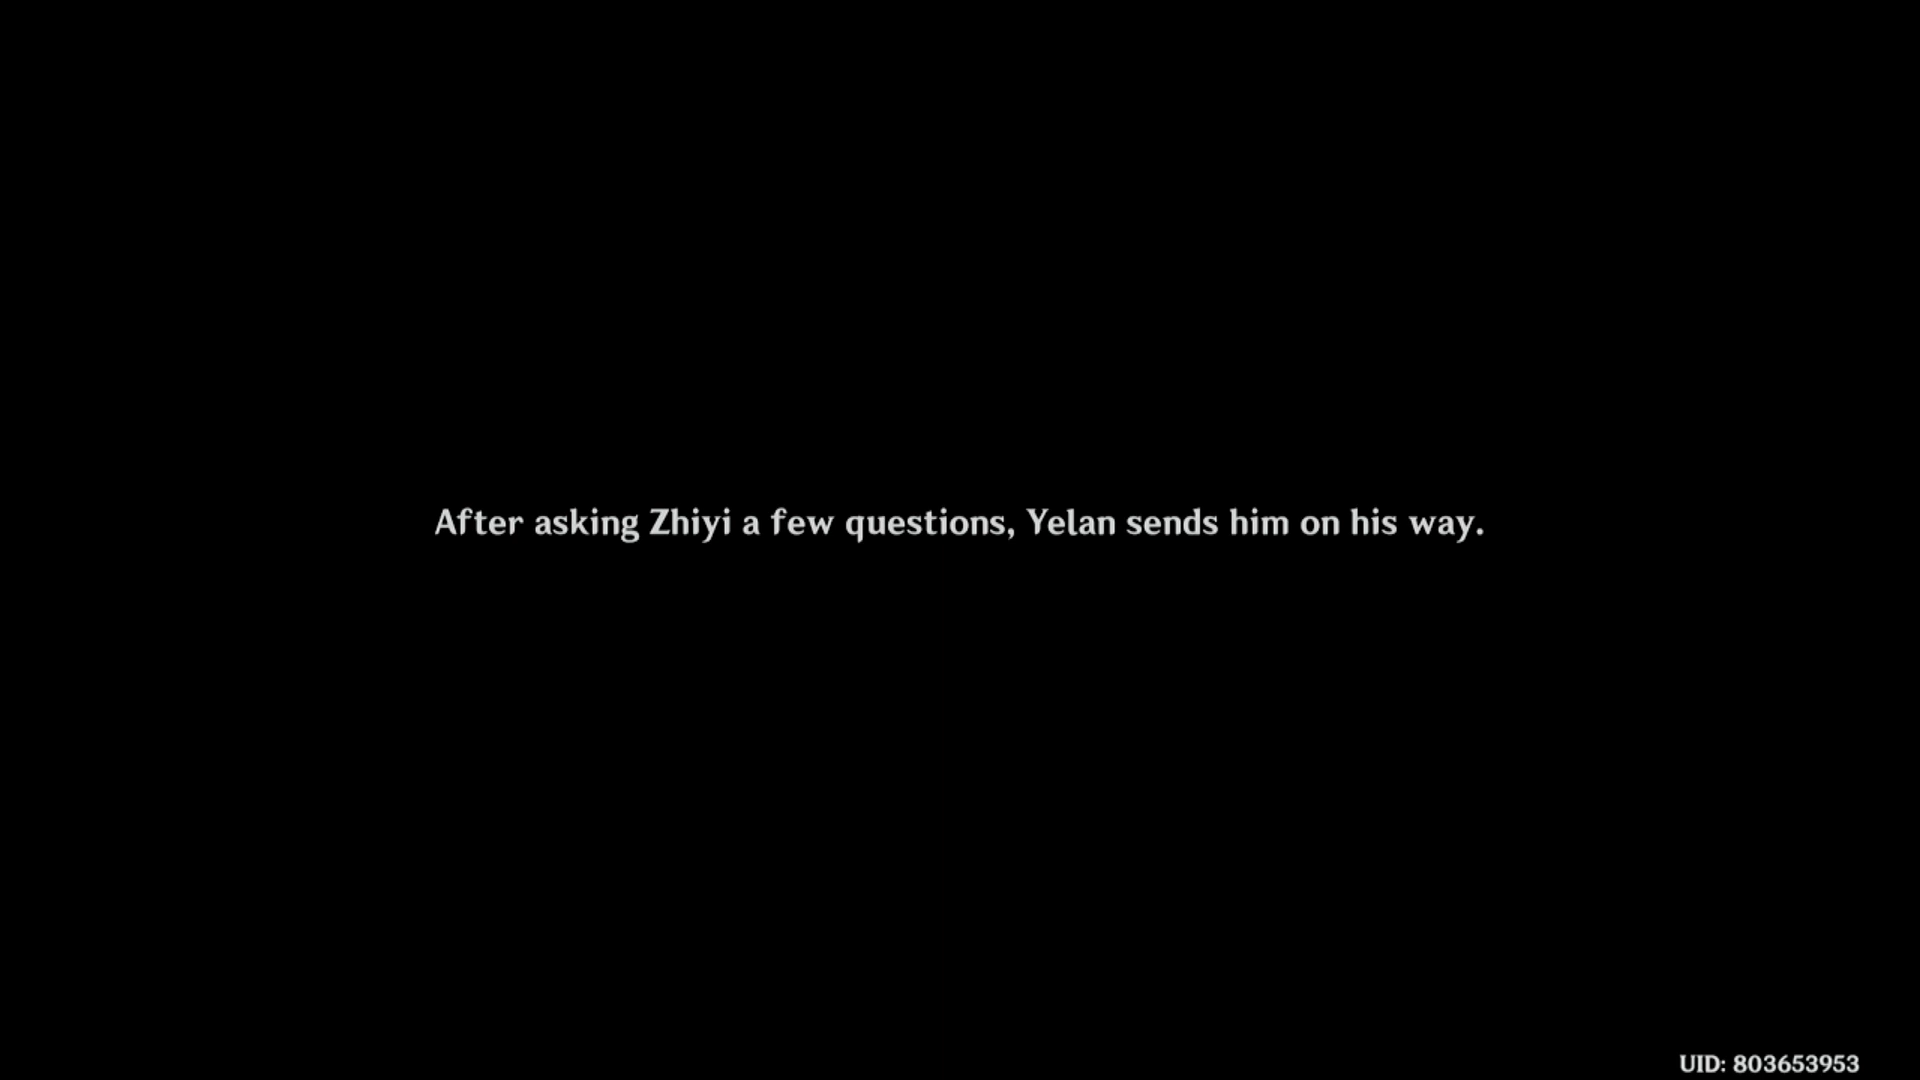 After asking Zhiyi a few questions, Yelan sends him on his way.
UID: 803653953